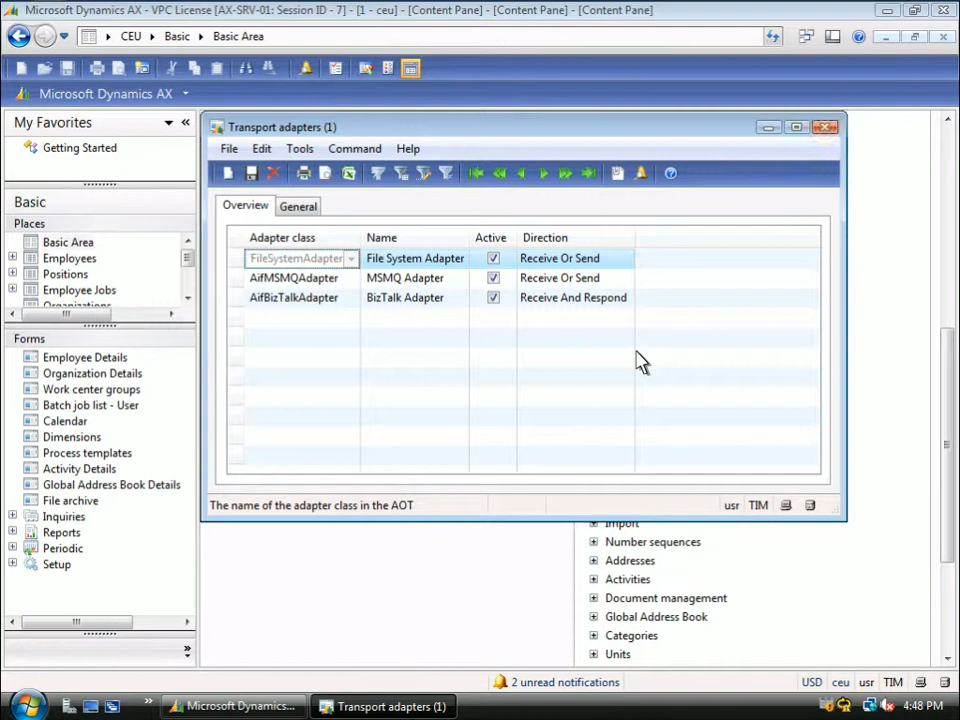 Microsoft Dynamics AX - VPC License [AX-SRV-01: Session ID - 7] - [1 - ceu] - [Content Pane] - [Content Pane] - [Content Pane]
CEU
Basic
Basic Area
Microsoft Dynamics AX
My Favorites
Getting Started
Basic
Places
Basic Area
Employees
Positions
Employee Jobs
Organizations
Forms
Employee Details
Organization Details
Work center groups
Batch job list - User
Calendar
Dimensions
Process templates
Activity Details
Global Address Book Details
File archive
Inquiries
Reports
Periodic
Setup
Transport adapters (1)
File Edit Tools Command Help
Overview General
Adapter class Name Active Direction
FileSystemAdapter File System Adapter Receive Or Send
AifMSMQAdapter MSMQ Adapter Receive Or Send
AifBizTalkAdapter BizTalk Adapter Receive And Respond
The name of the adapter class in the AOT usr TIM
Import
Number sequences
Addresses
Activities
Document management
Global Address Book
Categories
Units
2 unread notifications USD ceu usr TIM
Microsoft Dynamics... Transport adapters (1) 4:48 PM